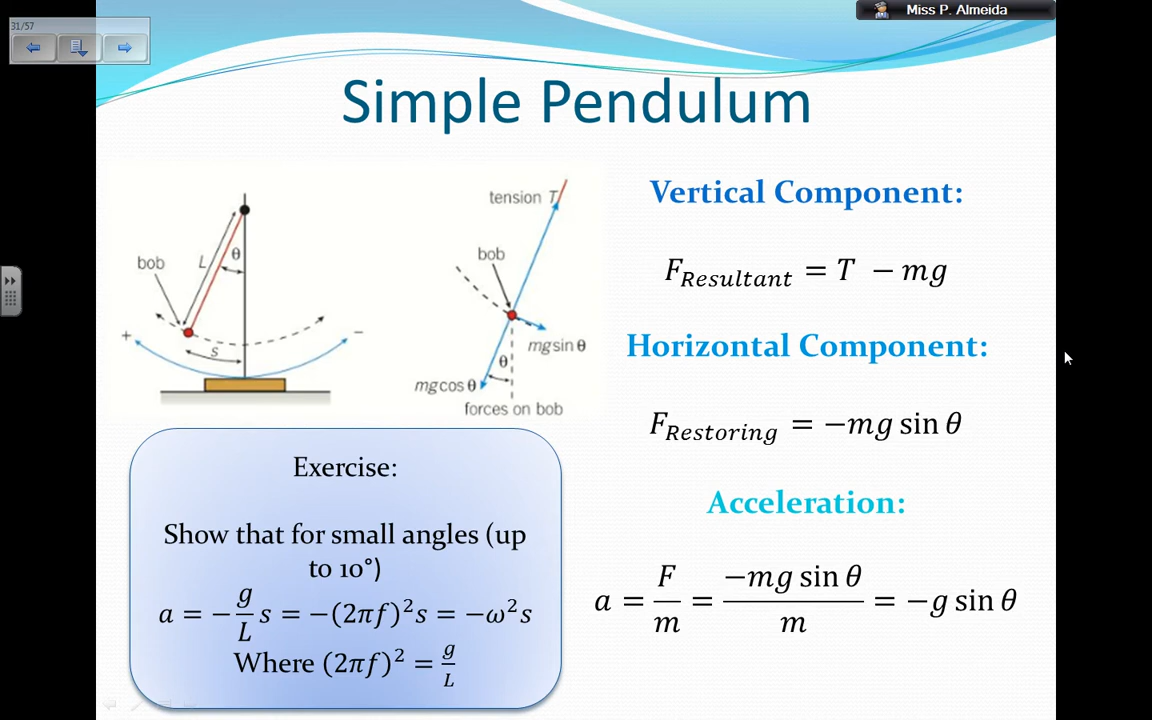 31/57
Miss P. Almeida
Simple Pendulum
bob
L
θ
+
−
s
tension T
bob
mg sin θ
θ
mg cos θ
forces on bob
Vertical Component:
F_Resultant = T − mg
Horizontal Component:
F_Restoring = −mg sin θ
Acceleration:
a = F/m = −mg sin θ/m = −g sin θ
Exercise:
Show that for small angles (up
to 10°)
a = −g/L s = −(2πf)²s = −ω²s
Where (2πf)² = g/L